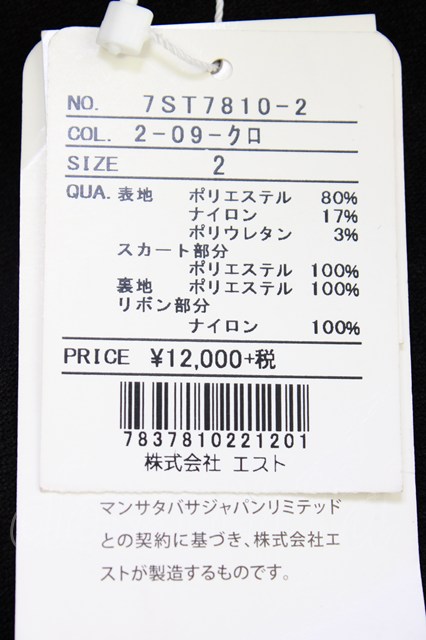 NO. 7ST7810-2
COL. 2-09-クロ
SIZE 2
QUA. 表地 ポリエステル 80%
ナイロン 17%
ポリウレタン 3%
スカート部分
ポリエステル 100%
裏地 ポリエステル 100%
リボン部分
ナイロン 100%
PRICE ¥12,000+税
7837810221201
株式会社 エスト
マンサタバサジャパンリミテッド
との契約に基づき、株式会社エ
ストが製造するものです。